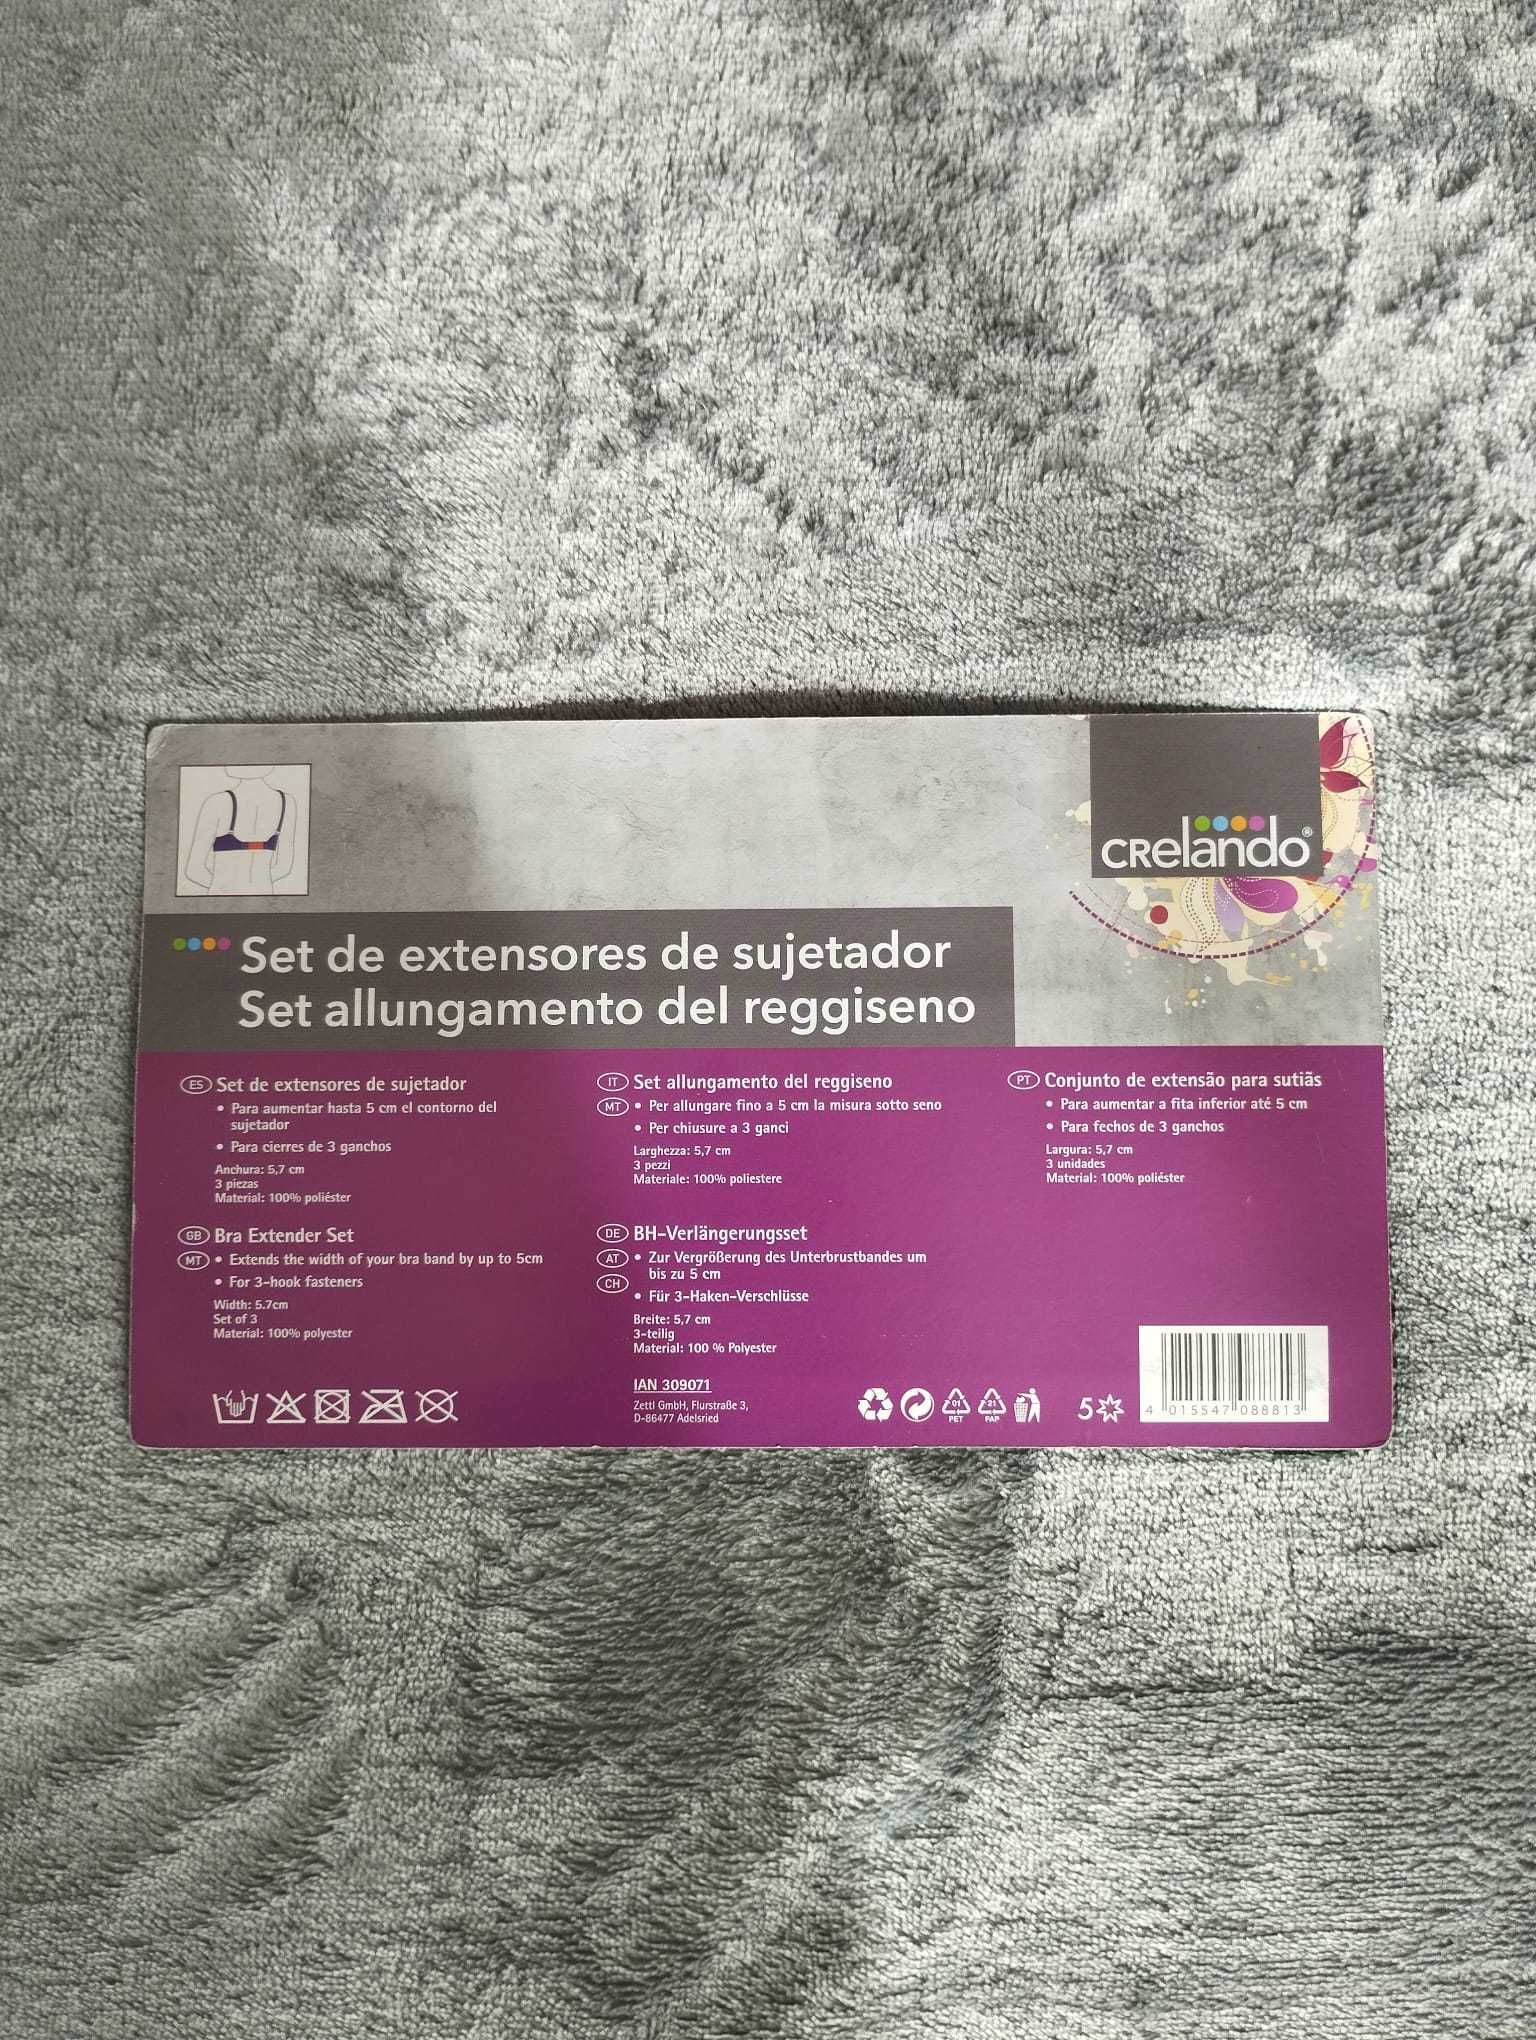 CRelando®
Set de extensores de sujetador
Set allungamento del reggiseno
ES Set de extensores de sujetador
• Para aumentar hasta 5 cm el contorno del
sujetador
• Para cierres de 3 ganchos
Anchura: 5,7 cm
3 piezas
Material: 100% poliéster
IT Set allungamento del reggiseno
MT • Per allungare fino a 5 cm la misura sotto seno
• Per chiusure a 3 ganci
Larghezza: 5,7 cm
3 pezzi
Materiale: 100% poliestere
PT Conjunto de extensão para sutiãs
• Para aumentar a fita inferior até 5 cm
• Para fechos de 3 ganchos
Largura: 5,7 cm
3 unidades
Material: 100% poliéster
GB Bra Extender Set
MT • Extends the width of your bra band by up to 5cm
• For 3-hook fasteners
Width: 5.7cm
Set of 3
Material: 100% polyester
DE BH-Verlängerungsset
AT • Zur Vergrößerung des Unterbrustbandes um
bis zu 5 cm
CH
• Für 3-Haken-Verschlüsse
Breite: 5,7 cm
3-teilig
Material: 100 % Polyester
IAN 309071
Zettl GmbH, Flurstraße 3,
D-86477 Adelsried
01
PET
21
PAP
5
4 015547 088813